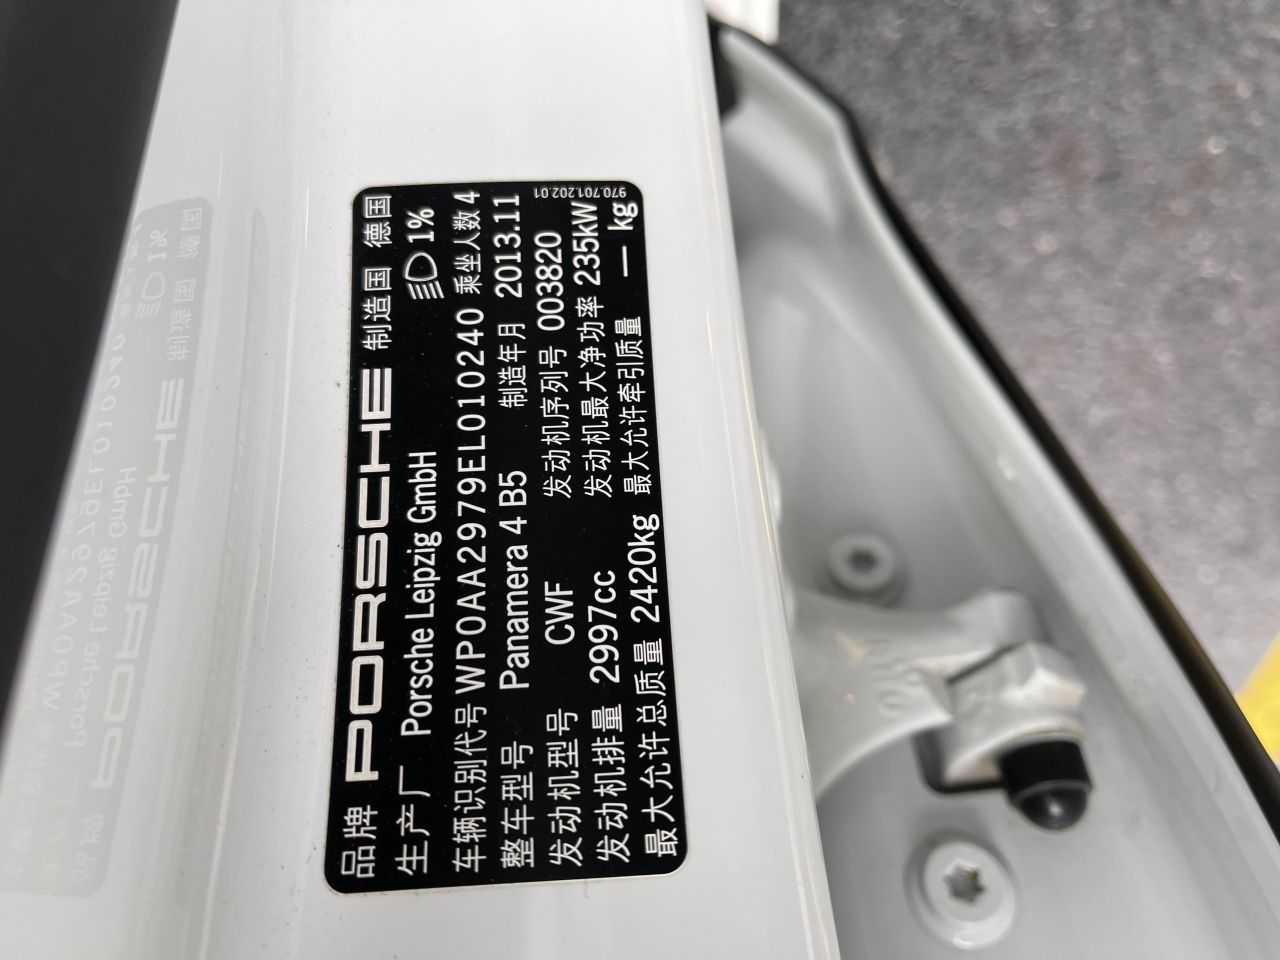 品牌 PORSCHE 制造国 德国
生产厂 Porsche Leipzig GmbH 1%
车辆识别代号 WP0AA2979EL010240 乘坐人数 4
整车型号 Panamera 4 B5 制造年月 2013.11
发动机型号 CWF 发动机序列号 003820
发动机排量 2997cc 发动机最大净功率 235kW
最大允许总质量 2420kg 最大允许牵引质量 — kg
970.701.202.01